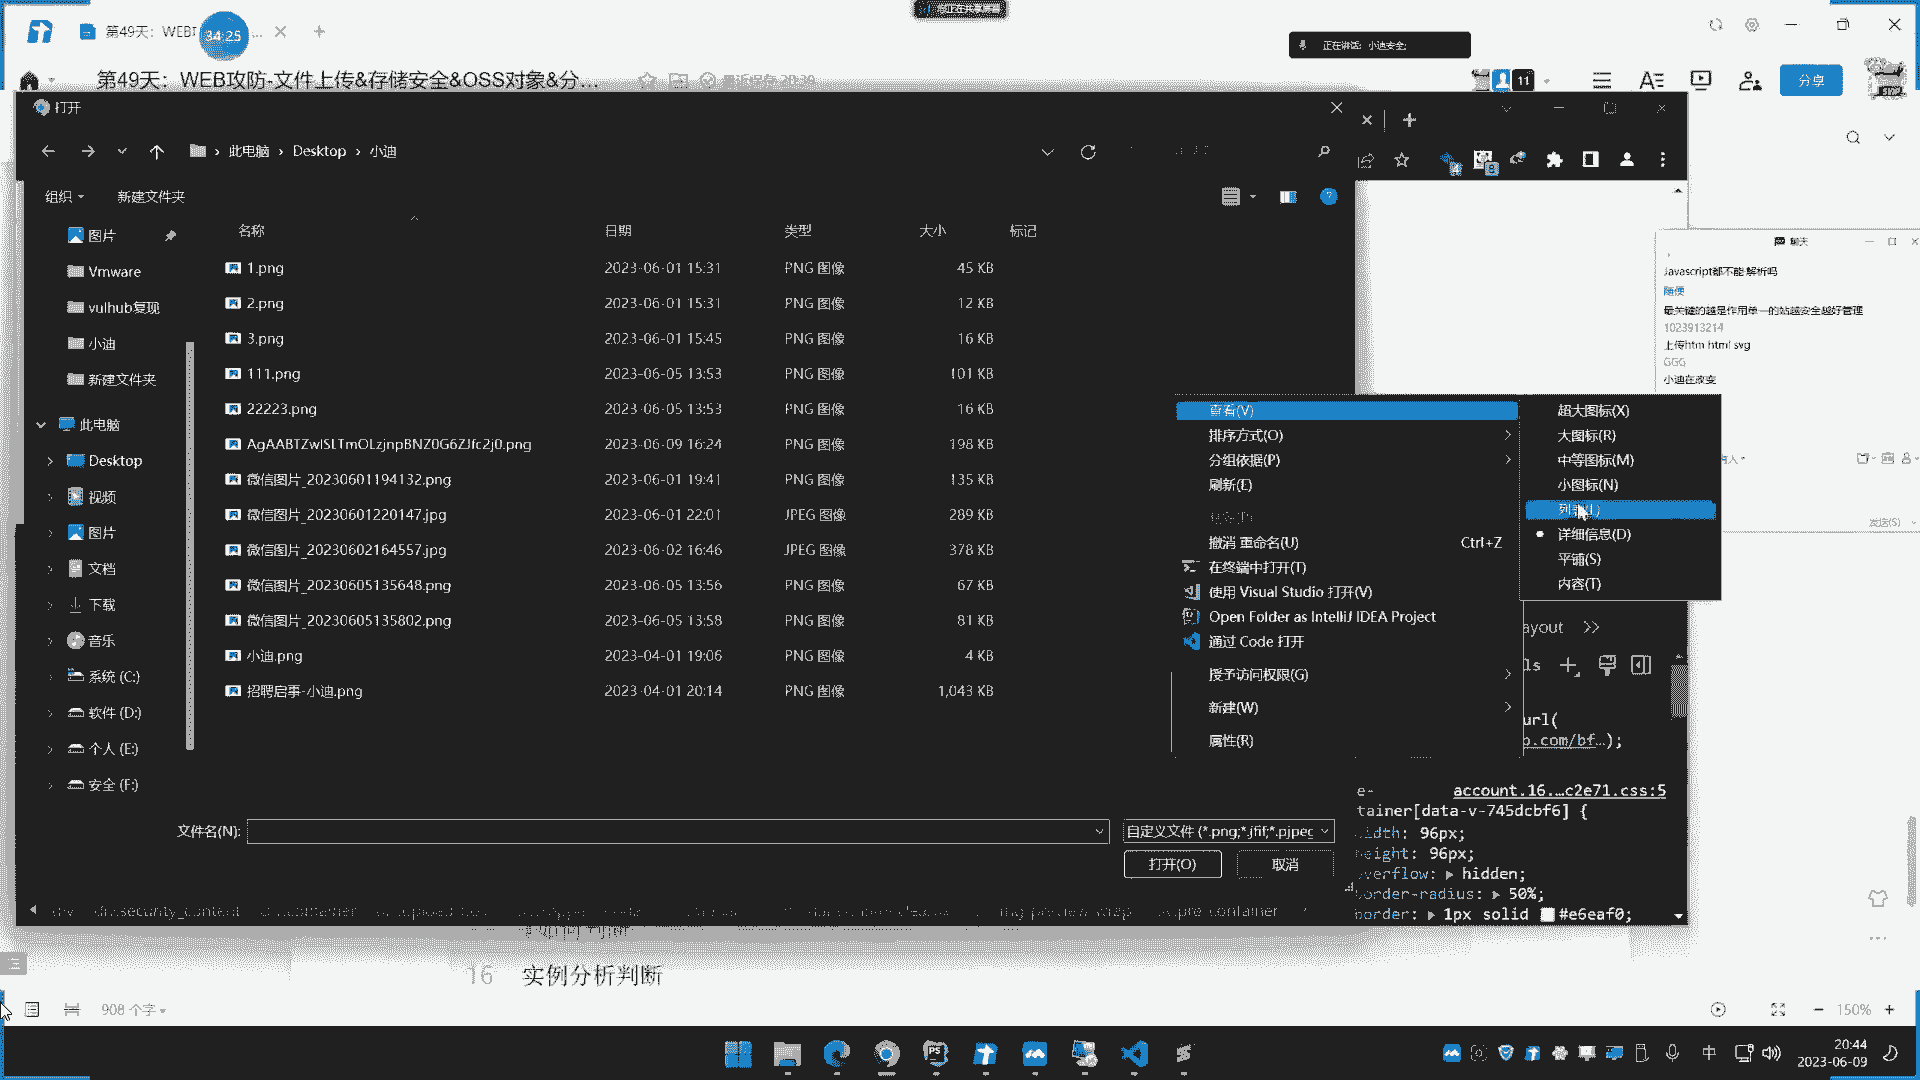 第49天：WEBI
34:25
您正在共享屏幕
正在讲话: 小迪安全;
第49天：WEB攻防-文件上传&存储安全&OSS对象&分...
最近保存 20:39
11
分享
打开
此电脑 › Desktop › 小迪
组织
新建文件夹
名称
日期
类型
大小
标记
图片
Vmware
vulhub复现
小迪
新建文件夹
此电脑
Desktop
视频
图片
文档
下载
音乐
系统 (C:)
软件 (D:)
个人 (E:)
安全 (F:)
1.png 2023-06-01 15:31 PNG 图像 45 KB
2.png 2023-06-01 15:31 PNG 图像 12 KB
3.png 2023-06-01 15:45 PNG 图像 16 KB
111.png 2023-06-05 13:53 PNG 图像 101 KB
22223.png 2023-06-05 13:53 PNG 图像 16 KB
AgAABTZwlSLTmOLzjnpBNZ0G6ZJfc2j0.png 2023-06-09 16:24 PNG 图像 198 KB
微信图片_20230601194132.png 2023-06-01 19:41 PNG 图像 135 KB
微信图片_20230601220147.jpg 2023-06-01 22:01 JPEG 图像 289 KB
微信图片_20230602164557.jpg 2023-06-02 16:46 JPEG 图像 378 KB
微信图片_20230605135648.png 2023-06-05 13:56 PNG 图像 67 KB
微信图片_20230605135802.png 2023-06-05 13:58 PNG 图像 81 KB
小迪.png 2023-04-01 19:06 PNG 图像 4 KB
招聘启事-小迪.png 2023-04-01 20:14 PNG 图像 1,043 KB
查看(V)
排序方式(O)
分组依据(P)
刷新(E)
撤消 重命名(U) Ctrl+Z
在终端中打开(T)
使用 Visual Studio 打开(V)
Open Folder as IntelliJ IDEA Project
通过 Code 打开
授予访问权限(G)
新建(W)
属性(R)
超大图标(X)
大图标(R)
中等图标(M)
小图标(N)
详细信息(D)
平铺(S)
内容(T)
聊天
Javascript都不能解析吗
随便
最关键的越是作用单一的站越安全越好管理
1023913214
上传htm html svg
GGG
小迪在改变
发送(S)
文件名(N):
自定义文件 (*.png;*.jfif;*.pjpeg
打开(O)
取消
ayout
ls
url(
o.com/bf…);
e- account.16.…c2e71.css:5
tainer[data-v-745dcbf6] {
width: 96px;
height: 96px;
overflow: hidden;
border-radius: 50%;
border: 1px solid #e6eaf0;
16 实例分析判断
908 个字
150%
中
20:44
2023-06-09